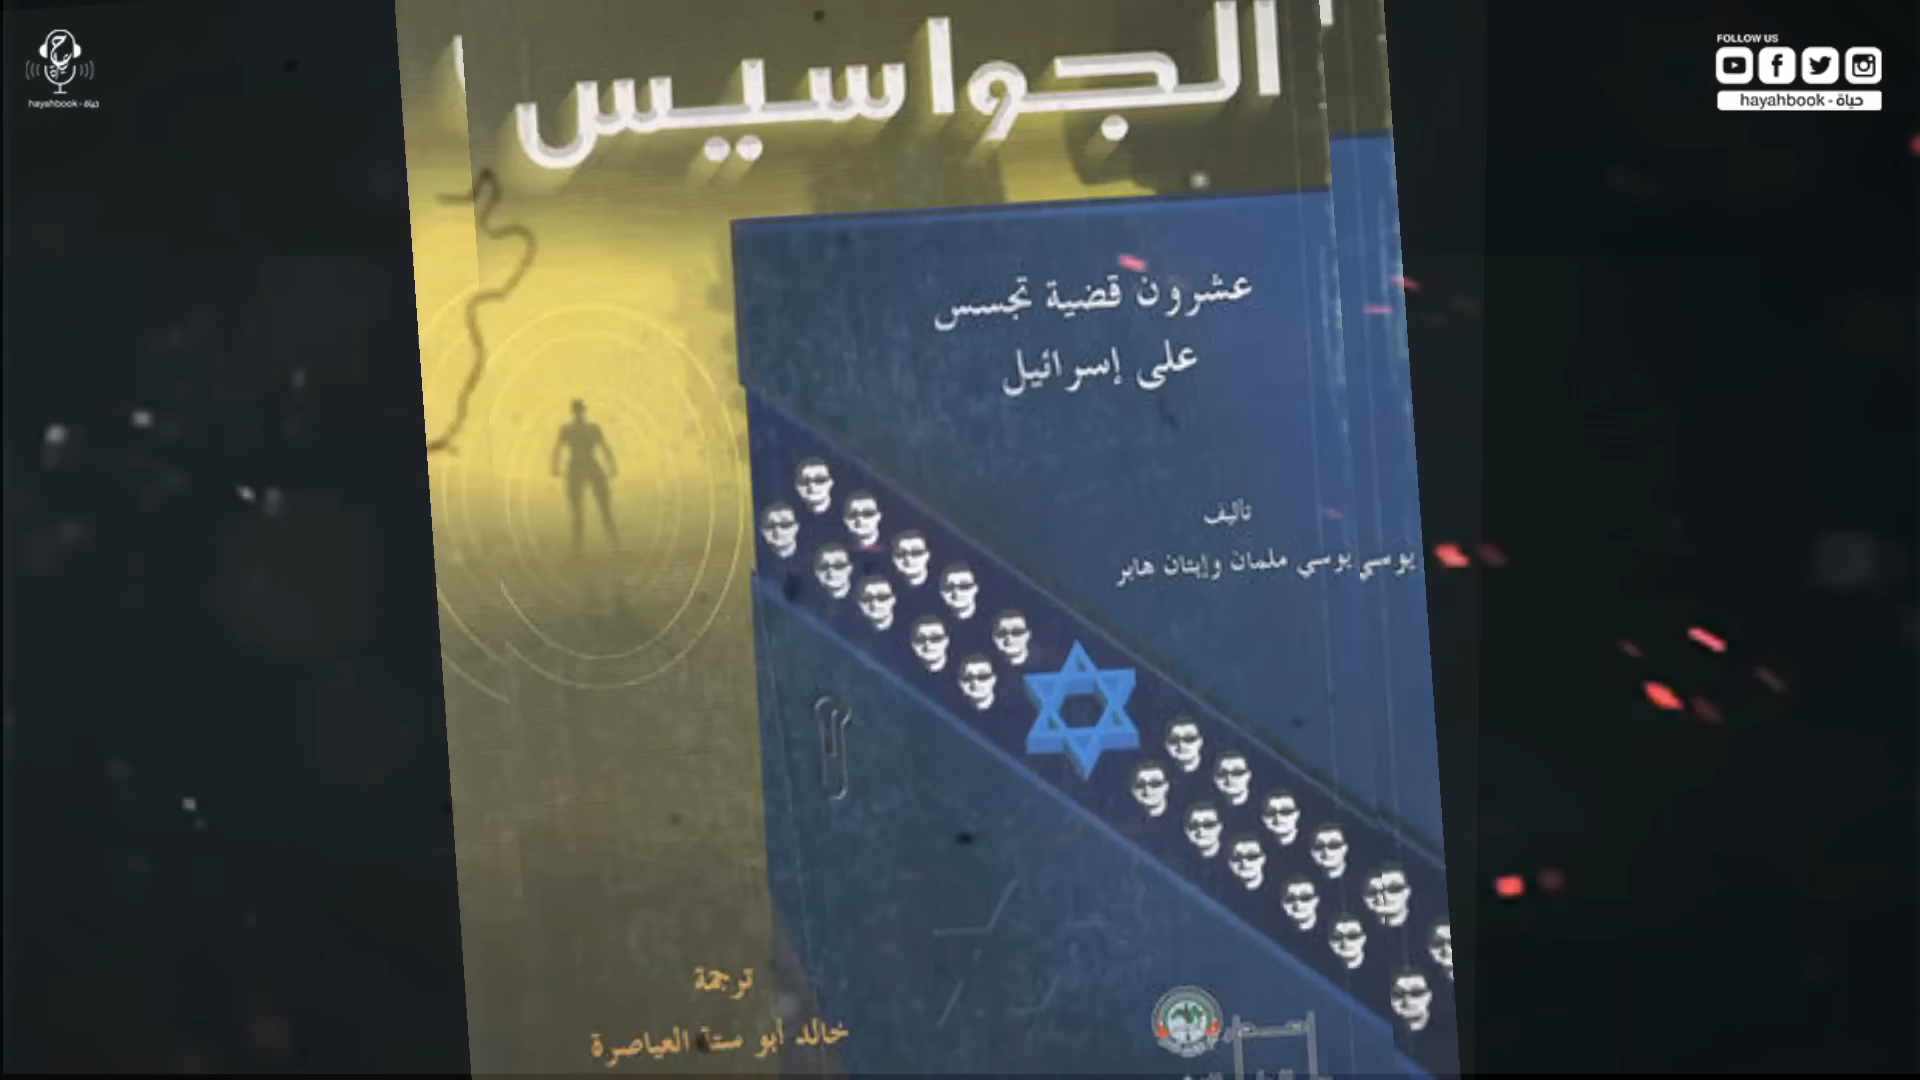 hayahbook - حياة
FOLLOW US
hayahbook - حياة
الجواسيس
عشرون قضية تجسس
على إسرائيل
تأليف
يوسي يوسي ملمان وإيتان هابر
ترجمة
خالد أبو ستة العياصرة